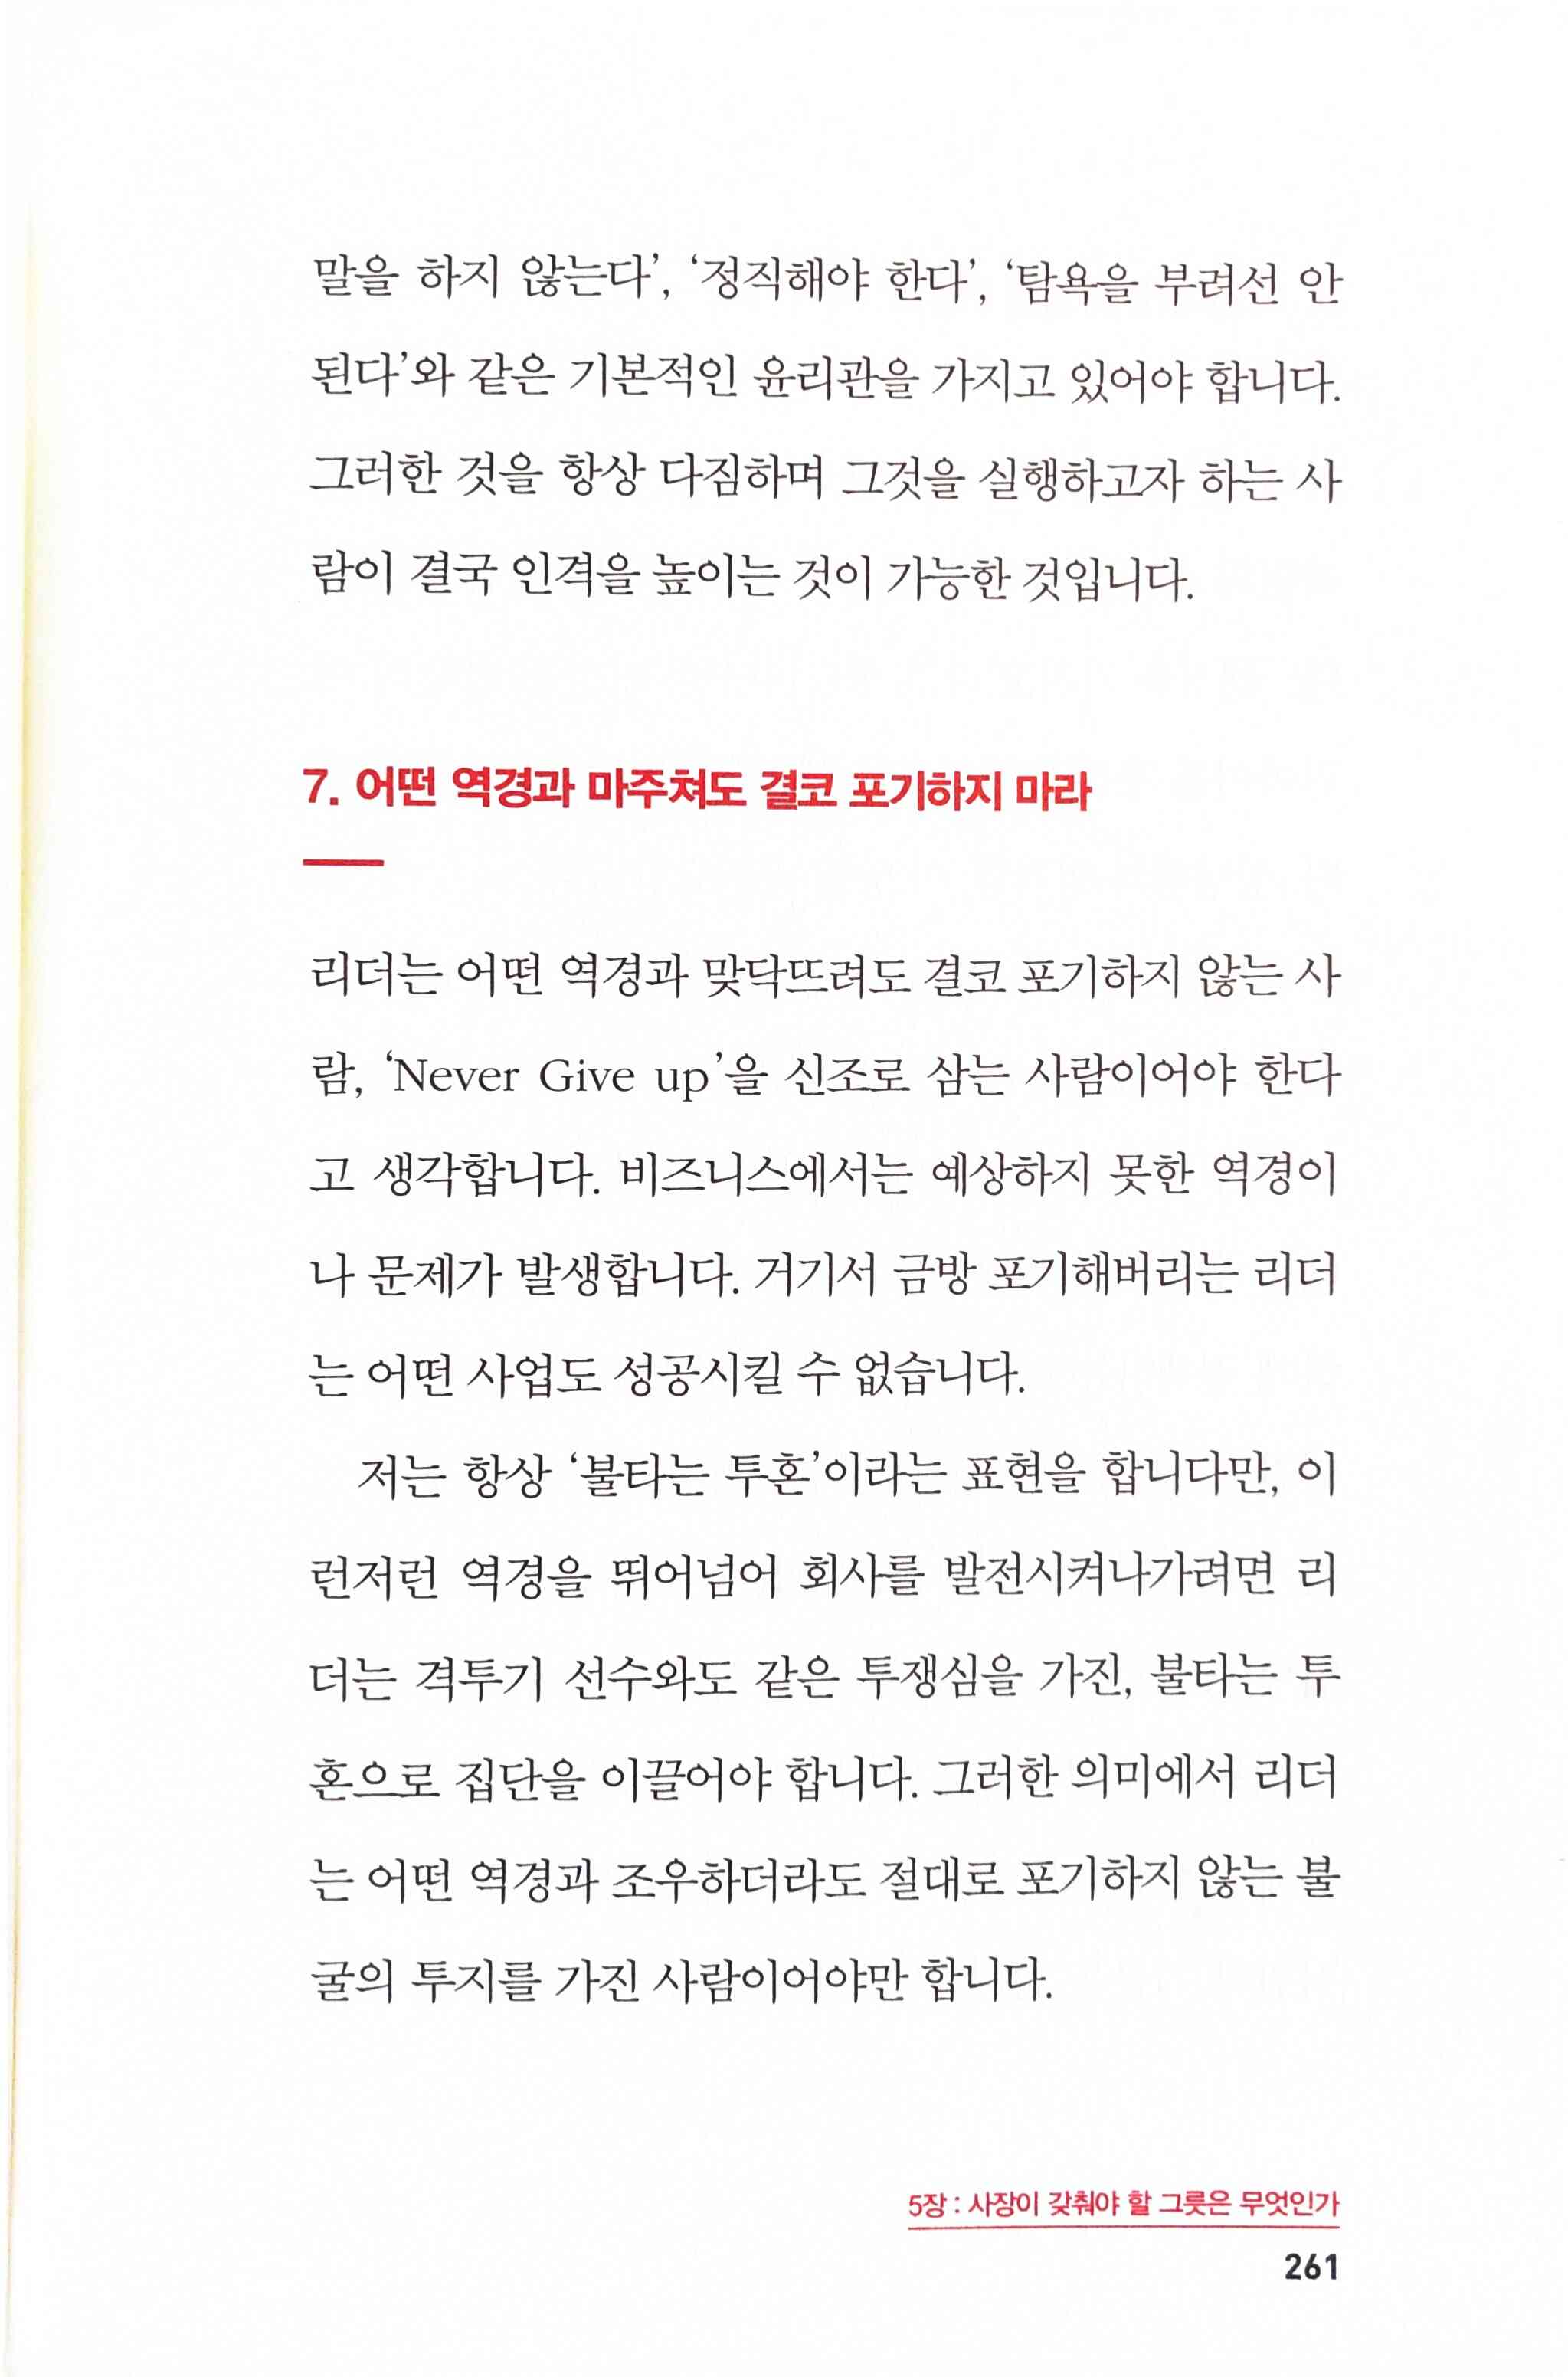 말을 하지 않는다’, ‘정직해야 한다’, ‘탐욕을 부려선 안
된다’와 같은 기본적인 윤리관을 가지고 있어야 합니다.
그러한 것을 항상 다짐하며 그것을 실행하고자 하는 사
람이 결국 인격을 높이는 것이 가능한 것입니다.
7. 어떤 역경과 마주쳐도 결코 포기하지 마라
리더는 어떤 역경과 맞닥뜨려도 결코 포기하지 않는 사
람, ‘Never Give up’을 신조로 삼는 사람이어야 한다
고 생각합니다. 비즈니스에서는 예상하지 못한 역경이
나 문제가 발생합니다. 거기서 금방 포기해버리는 리더
는 어떤 사업도 성공시킬 수 없습니다.
저는 항상 ‘불타는 투혼’이라는 표현을 합니다만, 이
런저런 역경을 뛰어넘어 회사를 발전시켜나가려면 리
더는 격투기 선수와도 같은 투쟁심을 가진, 불타는 투
혼으로 집단을 이끌어야 합니다. 그러한 의미에서 리더
는 어떤 역경과 조우하더라도 절대로 포기하지 않는 불
굴의 투지를 가진 사람이어야만 합니다.
5장 : 사장이 갖춰야 할 그릇은 무엇인가
261